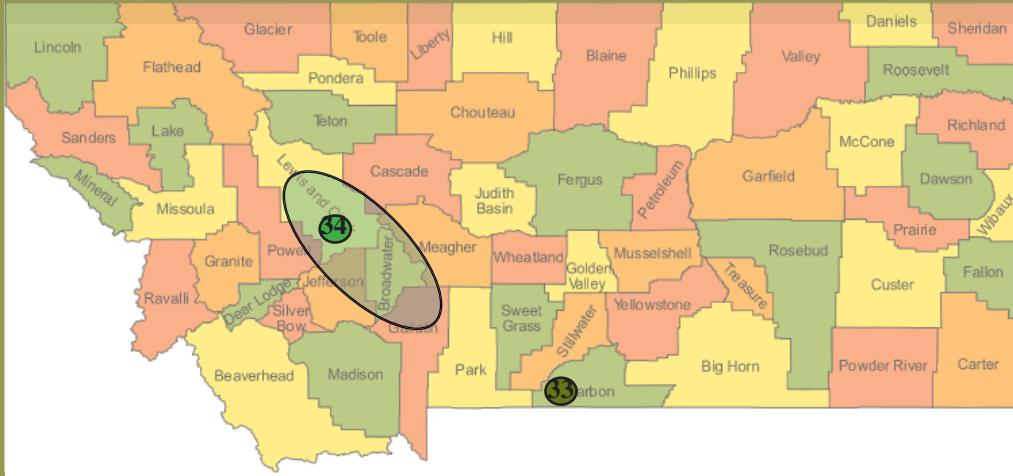 Lincoln
Flathead
Glacier
Toole
Liberty
Hill
Blaine
Phillips
Valley
Daniels
Sheridan
Roosevelt
Pondera
Teton
Chouteau
Sanders
Lake
Mineral
Missoula
Lewis and C
Cascade
Judith
Basin
Fergus
Petroleum
Garfield
McCone
Richland
Dawson
Wibaux
Prairie
34
Powell
Granite
Ravalli
Deer Lodge
Silver
Bow
Jefferson
Broadwater
Meagher
Wheatland
Golden
Valley
Musselshell
Rosebud
Treasure
Custer
Fallon
Gallatin
Sweet
Grass
Stillwater
Yellowstone
Beaverhead
Madison
Park
33
arbon
Big Horn
Powder River
Carter